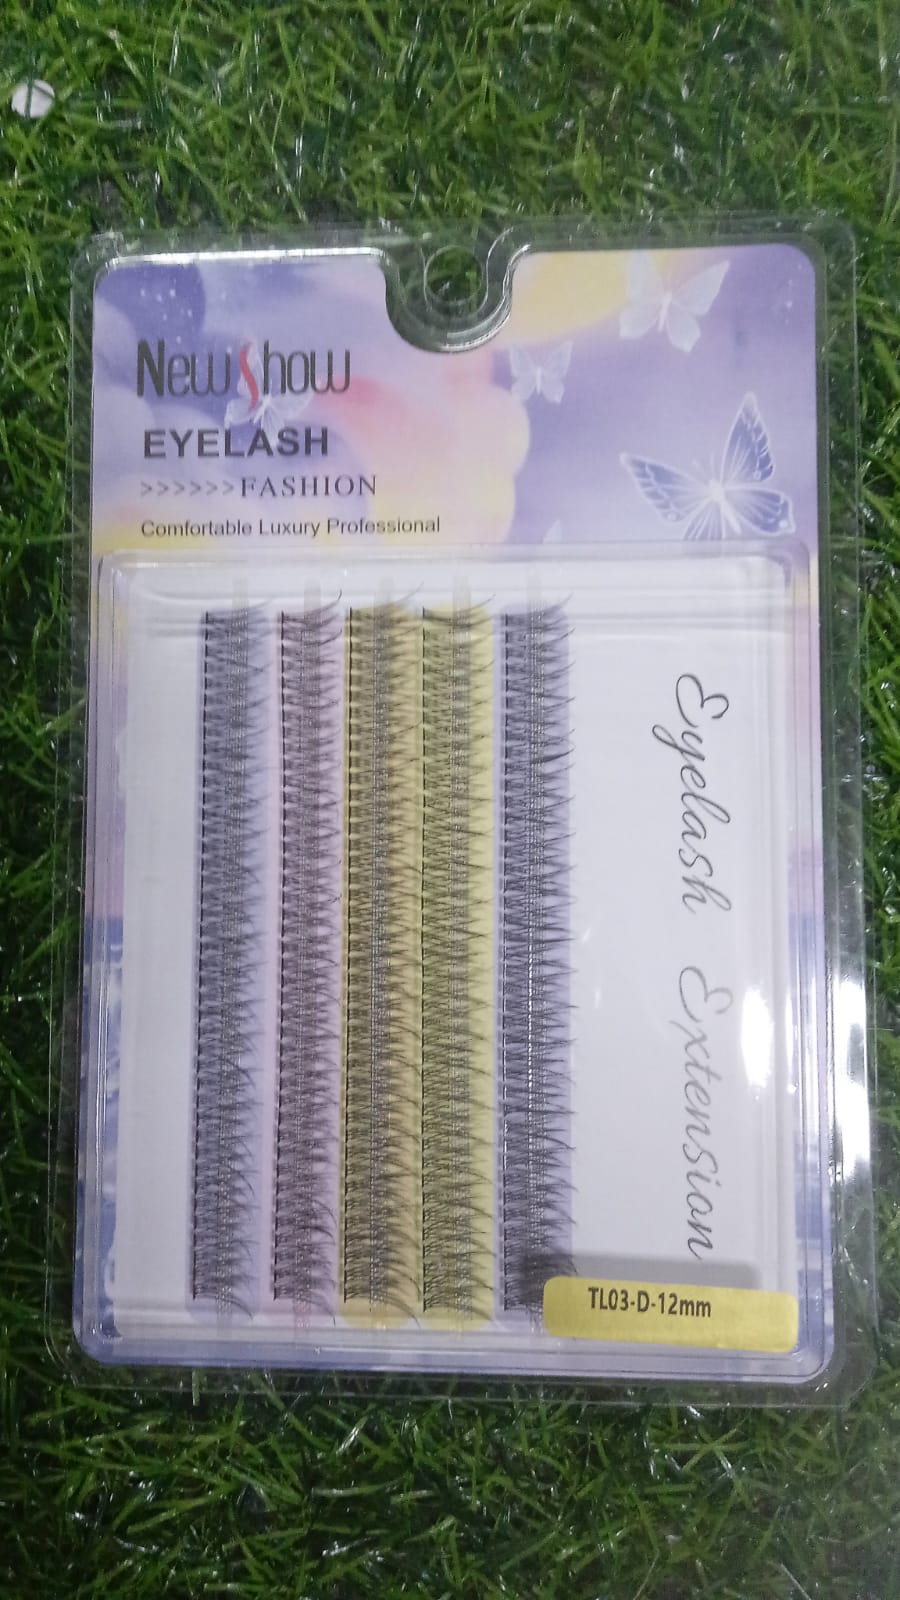 NewShow
EYELASH
>>>>>>FASHION
Comfortable Luxury Professional
Eyelash Extension
TL03-D-12mm